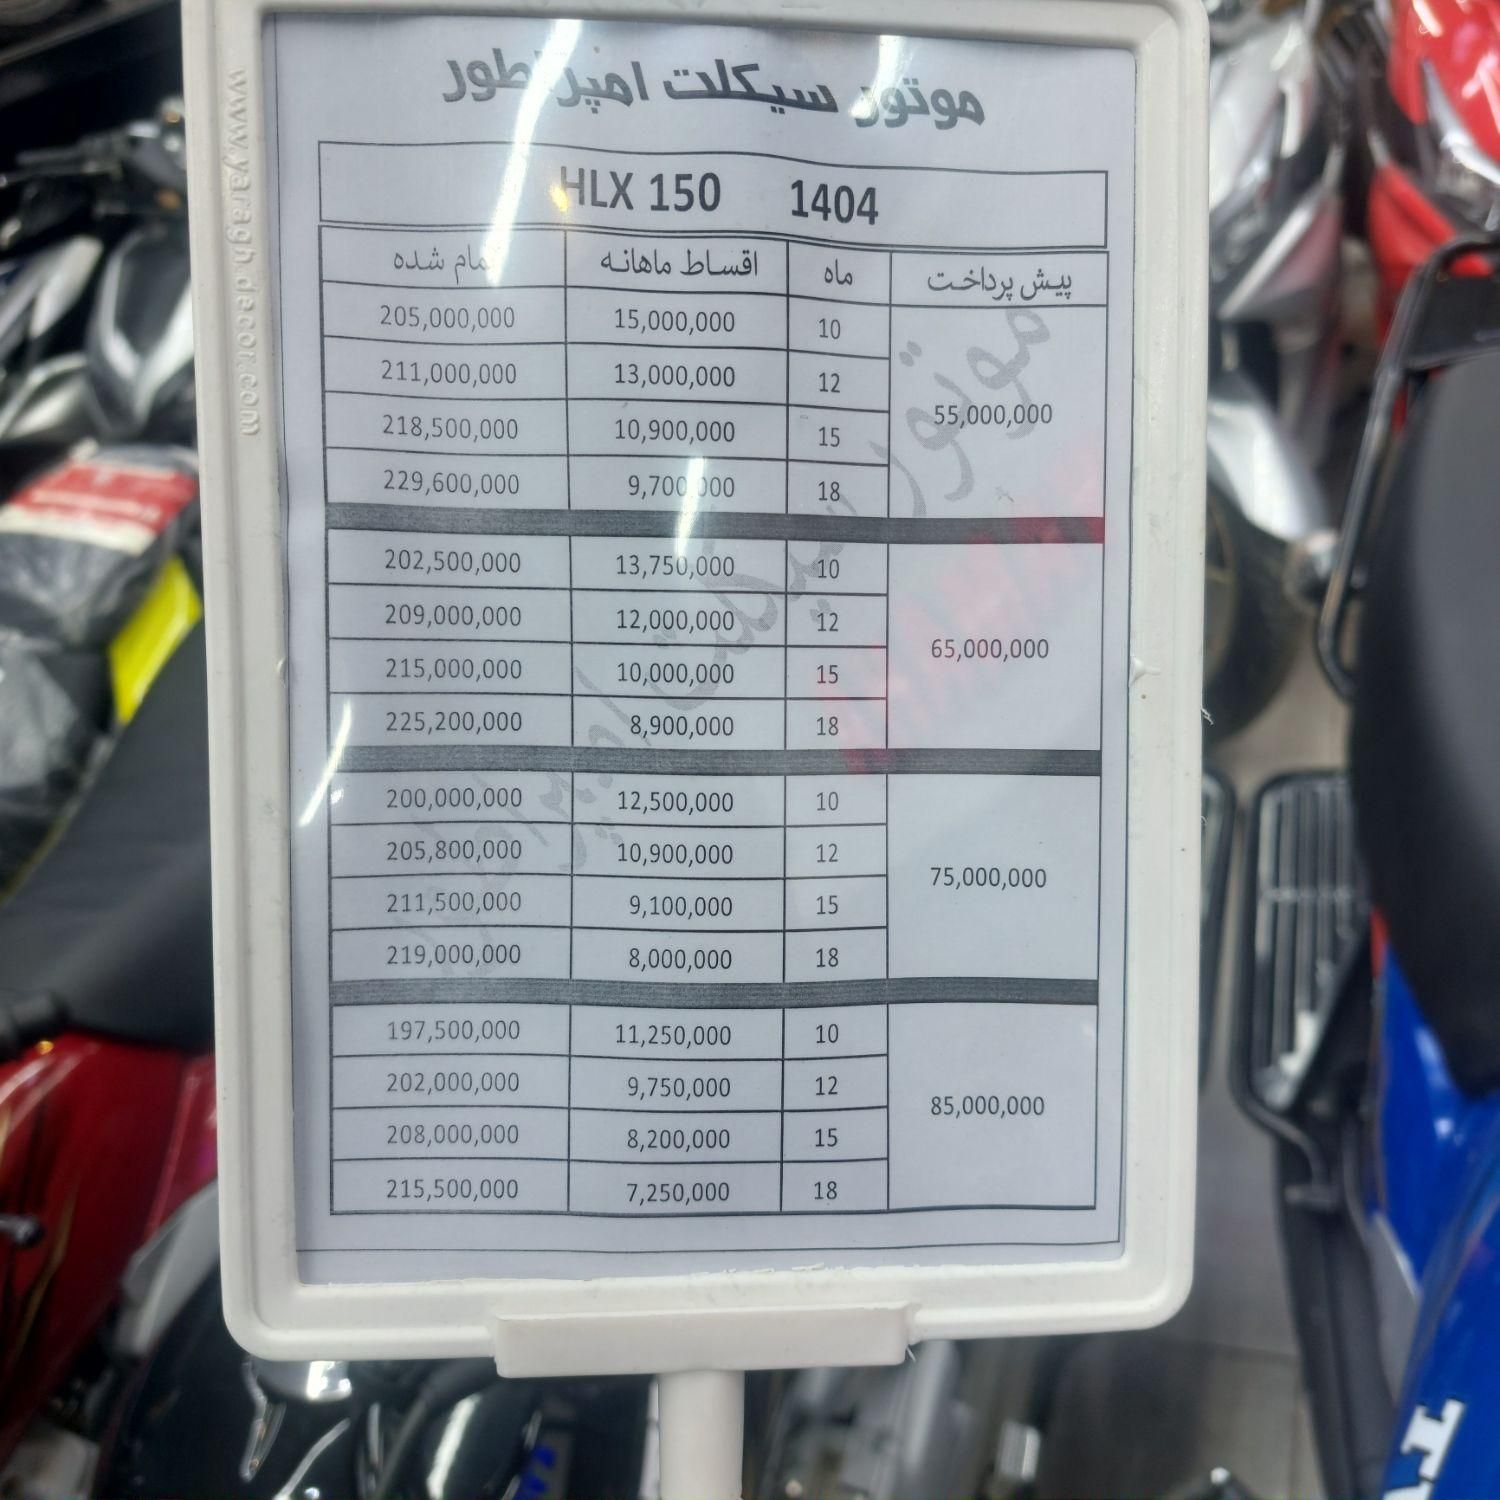 موتور سیکلت امپراطور
HLX 150 1404
پیش پرداخت ماه اقساط ماهانه تمام شده
55,000,000
10 15,000,000 205,000,000
12 13,000,000 211,000,000
15 10,900,000 218,500,000
18 9,700,000 229,600,000
65,000,000
10 13,750,000 202,500,000
12 12,000,000 209,000,000
15 10,000,000 215,000,000
18 8,900,000 225,200,000
75,000,000
10 12,500,000 200,000,000
12 10,900,000 205,800,000
15 9,100,000 211,500,000
18 8,000,000 219,000,000
85,000,000
10 11,250,000 197,500,000
12 9,750,000 202,000,000
15 8,200,000 208,000,000
18 7,250,000 215,500,000
موتور سیکلت امپراطور
www.yaragh.decor.com